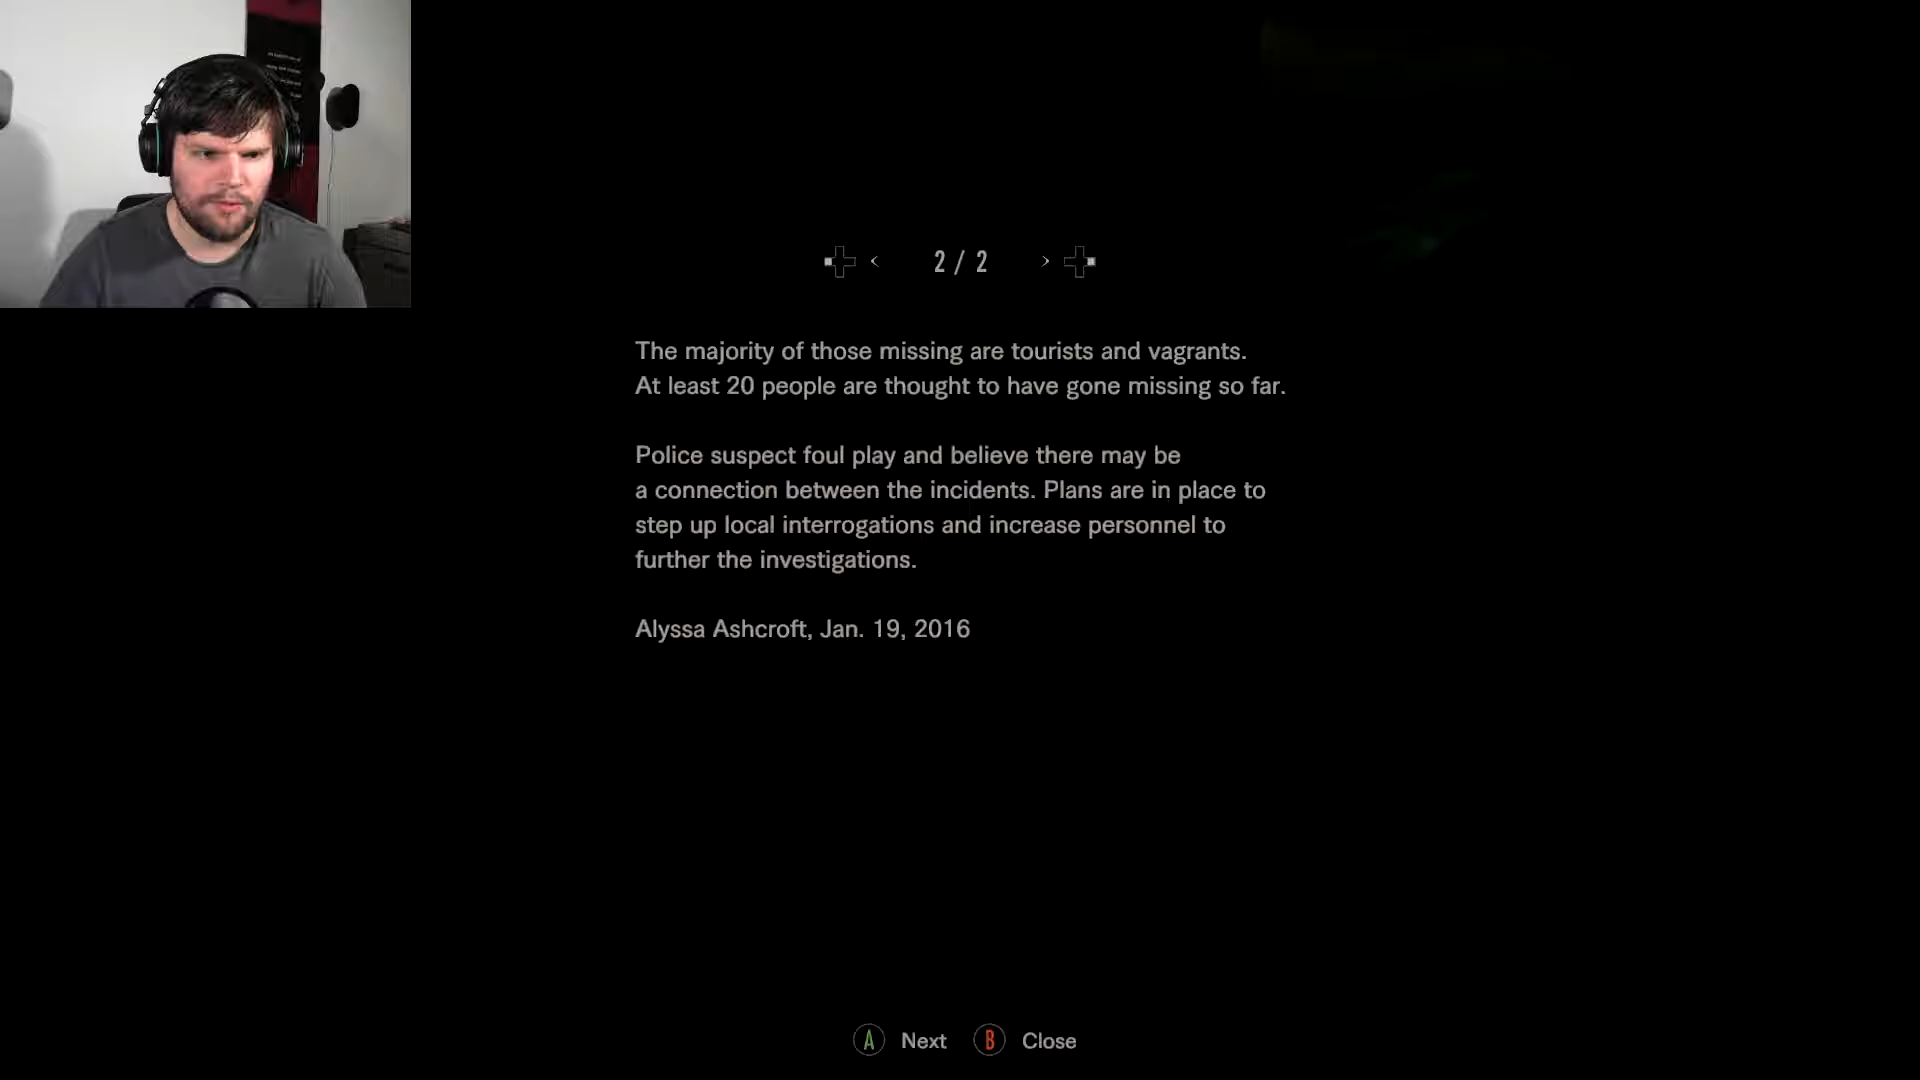 2 / 2
The majority of those missing are tourists and vagrants.
At least 20 people are thought to have gone missing so far.
Police suspect foul play and believe there may be
a connection between the incidents. Plans are in place to
step up local interrogations and increase personnel to
further the investigations.
Alyssa Ashcroft, Jan. 19, 2016
A Next B Close